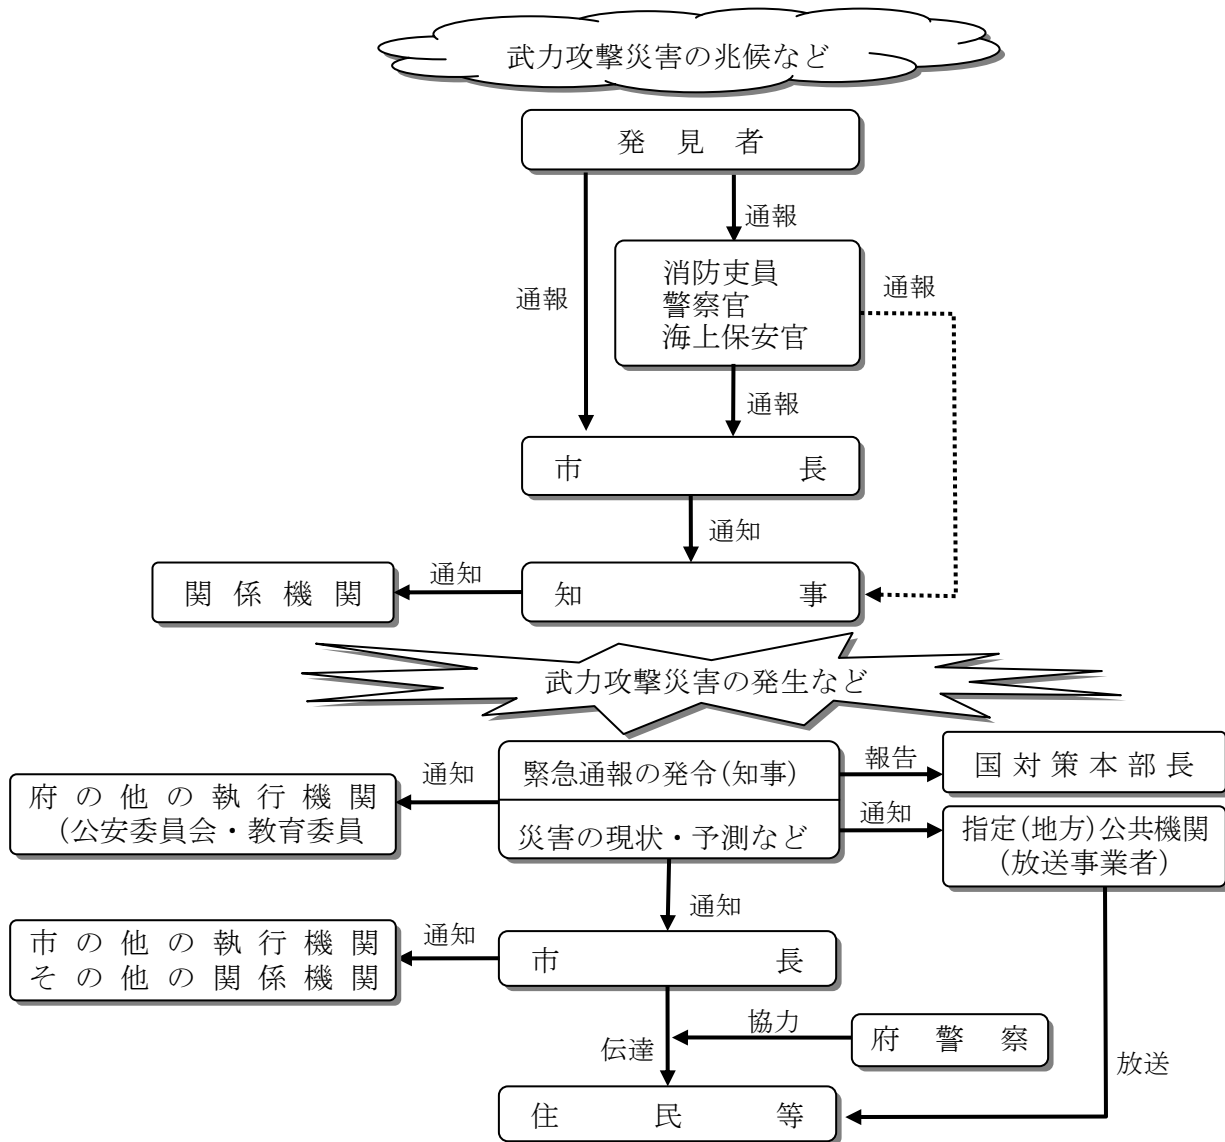 武力攻撃災害の兆候など
発見者
通報
消防吏員
警察官
海上保安官
通報
通報
通報
市長
通知
関係機関
通知
知事
武力攻撃災害の発生など
緊急通報の発令(知事)
災害の現状・予測など
報告
国対策本部長
通知
府の他の執行機関
(公安委員会・教育委員
通知
指定(地方)公共機関
(放送事業者)
通知
市の他の執行機関
その他の関係機関
通知
市長
協力
府警察
伝達
放送
住民等